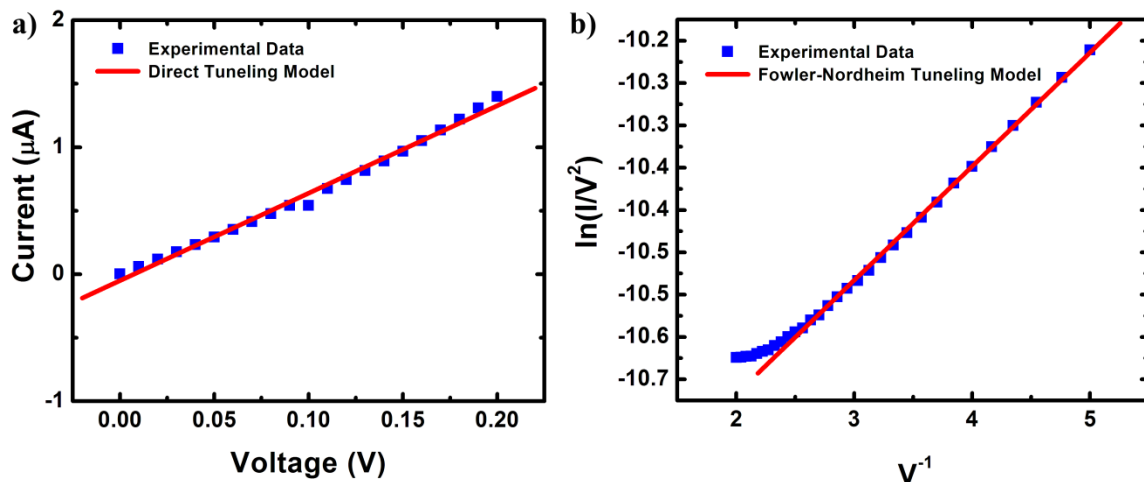 a)
Experimental Data
Direct Tuneling Model
Current (μA)
2
1
0
-1
0.00 0.05 0.10 0.15 0.20
Voltage (V)
b)
Experimental Data
Fowler-Nordheim Tuneling Model
ln(I/V²)
-10.2
-10.3
-10.3
-10.4
-10.4
-10.5
-10.5
-10.6
-10.7
2 3 4 5
V⁻¹